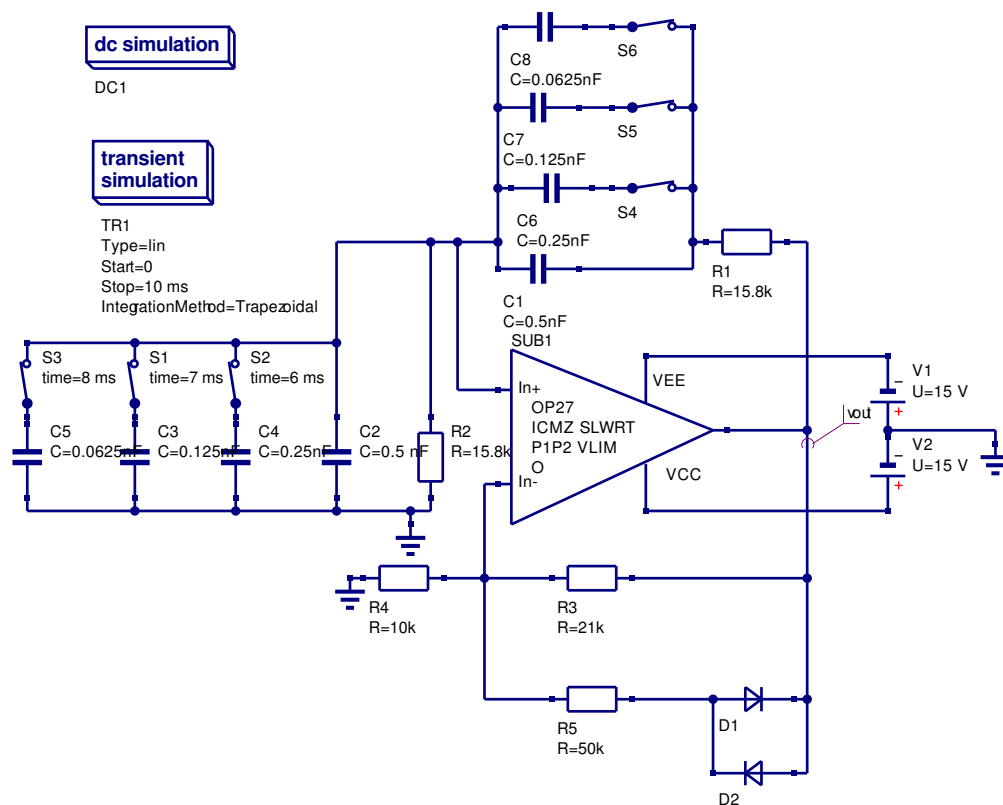 dc simulation
DC1
transient
simulation
TR1
Type=lin
Start=0
Stop=10 ms
IntegrationMethod=Trapezoidal
S6
C8
C=0.0625nF
S5
C7
C=0.125nF
S4
C6
C=0.25nF
R1
R=15.8k
C1
C=0.5nF
SUB1
S3
time=8 ms
S1
time=7 ms
S2
time=6 ms
C5
C=0.0625nF
C3
C=0.125nF
C4
C=0.25nF
C2
C=0.5 nF
R2
R=15.8k
In+
OP27
ICMZ SLWRT
P1P2 VLIM
O
In-
VEE
VCC
vout
V1
U=15 V
V2
U=15 V
− +
− +
R4
R=10k
R3
R=21k
R5
R=50k
D1
D2